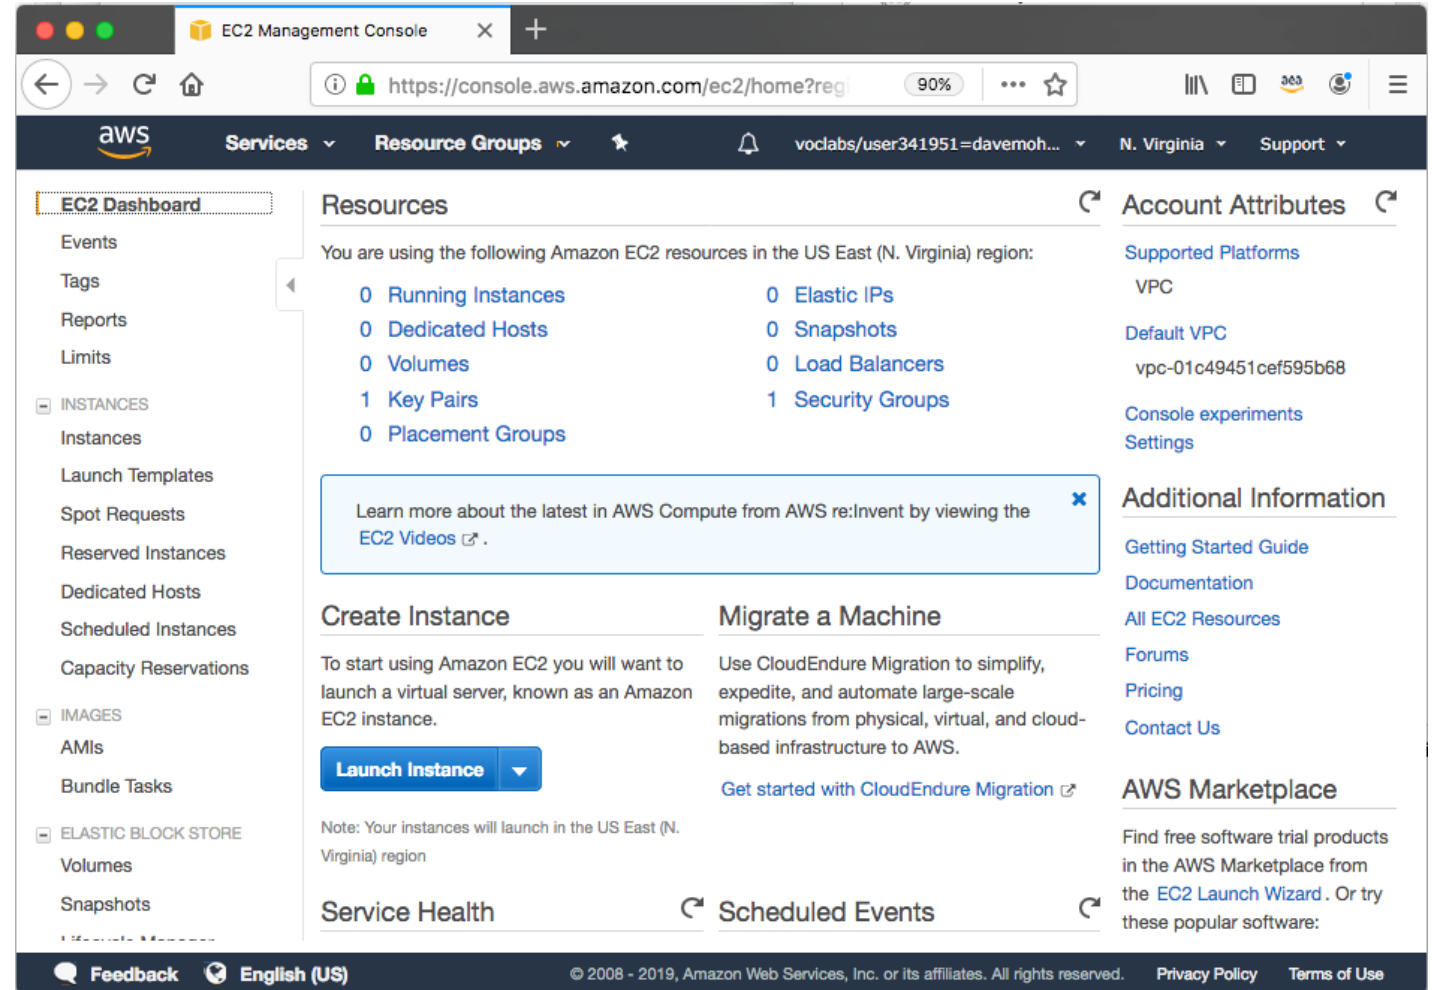 EC2 Management Console
https://console.aws.amazon.com/ec2/home?regi
90%
aws
Services
Resource Groups
voclabs/user341951=davemoh...
N. Virginia
Support
EC2 Dashboard
Events
Tags
Reports
Limits
INSTANCES
Instances
Launch Templates
Spot Requests
Reserved Instances
Dedicated Hosts
Scheduled Instances
Capacity Reservations
IMAGES
AMIs
Bundle Tasks
ELASTIC BLOCK STORE
Volumes
Snapshots
Lifecycle Manager
Resources
You are using the following Amazon EC2 resources in the US East (N. Virginia) region:
0 Running Instances
0 Elastic IPs
0 Dedicated Hosts
0 Snapshots
0 Volumes
0 Load Balancers
1 Key Pairs
1 Security Groups
0 Placement Groups
Learn more about the latest in AWS Compute from AWS re:Invent by viewing the
EC2 Videos .
Create Instance
To start using Amazon EC2 you will want to
launch a virtual server, known as an Amazon
EC2 instance.
Launch Instance
Note: Your instances will launch in the US East (N.
Virginia) region
Migrate a Machine
Use CloudEndure Migration to simplify,
expedite, and automate large-scale
migrations from physical, virtual, and cloud-
based infrastructure to AWS.
Get started with CloudEndure Migration
Service Health
Scheduled Events
Account Attributes
Supported Platforms
VPC
Default VPC
vpc-01c49451cef595b68
Console experiments
Settings
Additional Information
Getting Started Guide
Documentation
All EC2 Resources
Forums
Pricing
Contact Us
AWS Marketplace
Find free software trial products
in the AWS Marketplace from
the EC2 Launch Wizard. Or try
these popular software:
Feedback
English (US)
© 2008 - 2019, Amazon Web Services, Inc. or its affiliates. All rights reserved.
Privacy Policy
Terms of Use